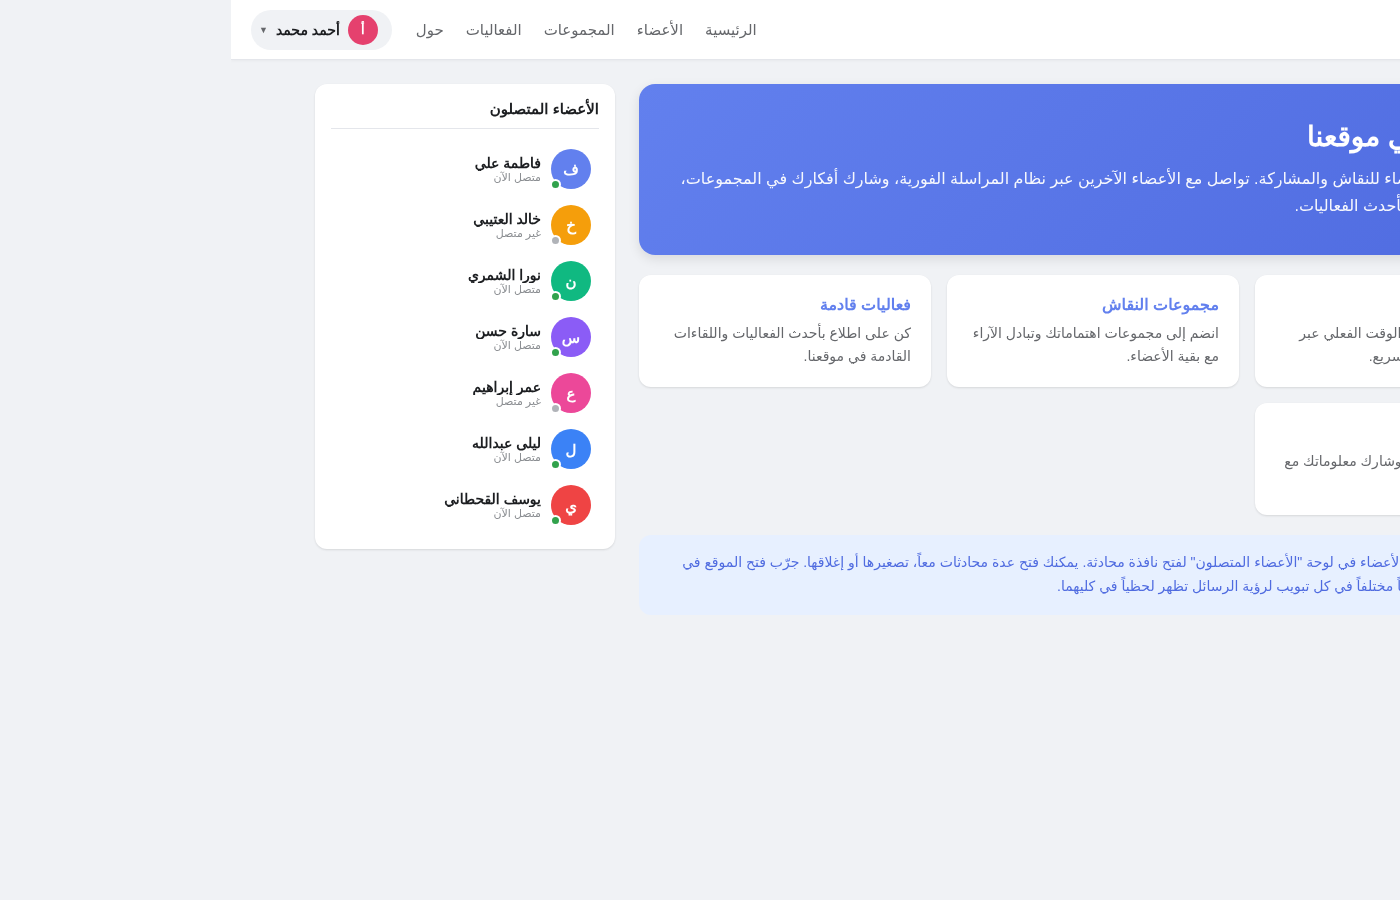 الرئيسية
الأعضاء
المجموعات
الفعاليات
حول
أ
أحمد محمد
موقعنا
للنقاش والمشاركة. تواصل مع الأعضاء الآخرين عبر نظام المراسلة الفورية، وشارك أفكارك في المجموعات،
بأحدث الفعاليات.
الوقت الفعلي عبر
سريع.
مجموعات النقاش
انضم إلى مجموعات اهتماماتك وتبادل الآراء
مع بقية الأعضاء.
فعاليات قادمة
كن على اطلاع بأحدث الفعاليات واللقاءات
القادمة في موقعنا.
وشارك معلوماتك مع
الأعضاء في لوحة "الأعضاء المتصلون" لفتح نافذة محادثة. يمكنك فتح عدة محادثات معاً، تصغيرها أو إغلاقها. جرّب فتح الموقع في
مختلفاً في كل تبويب لرؤية الرسائل تظهر لحظياً في كليهما.
الأعضاء المتصلون
ف
فاطمة علي
متصل الآن
خ
خالد العتيبي
غير متصل
ن
نورا الشمري
متصل الآن
س
سارة حسن
متصل الآن
ع
عمر إبراهيم
غير متصل
ل
ليلى عبدالله
متصل الآن
ي
يوسف القحطاني
متصل الآن